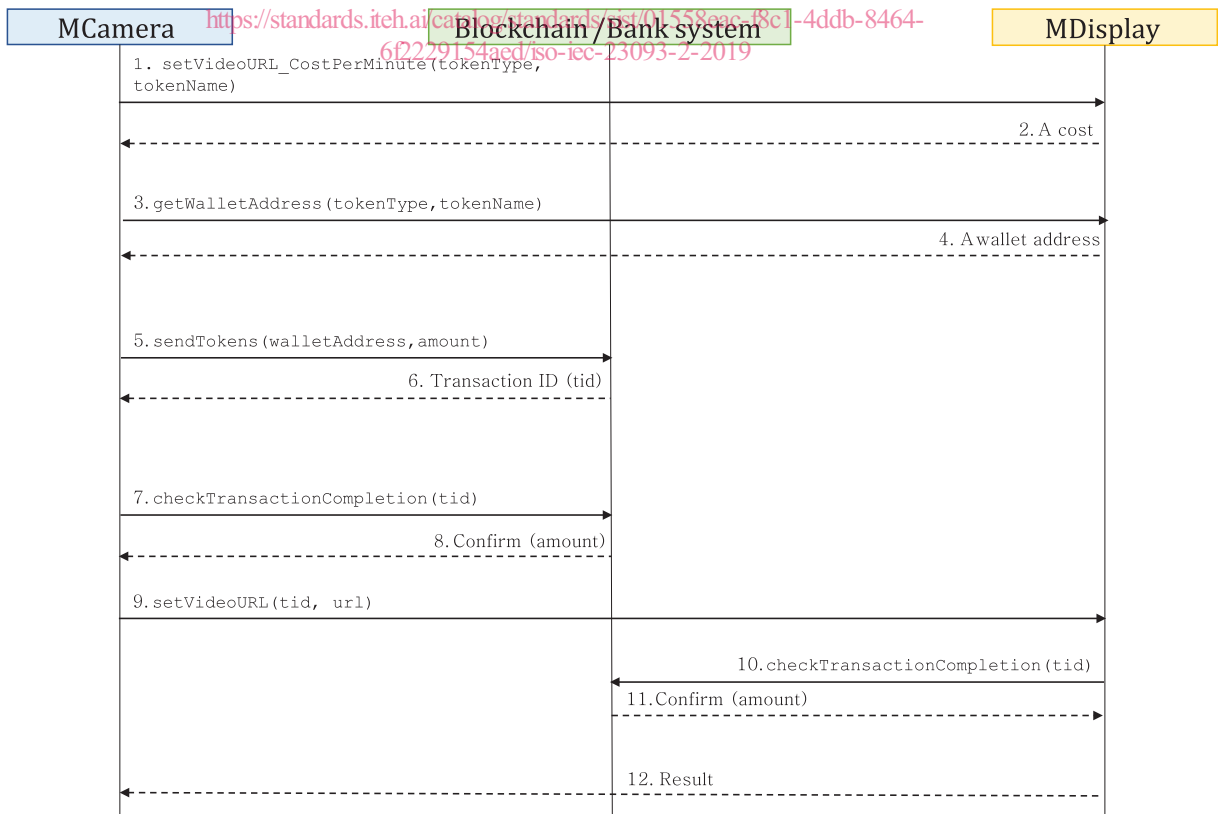 https://standards.iteh.ai/catalog/standards/sist/01558eac-f8c1-4ddb-8464-
6f2229154aed/iso-iec-23093-2-2019
MCamera
Blockchain/Bank system
MDisplay
1. setVideoURL_CostPerMinute(tokenType,
tokenName)
2. A cost
3. getWalletAddress(tokenType,tokenName)
4. A wallet address
5. sendTokens(walletAddress,amount)
6. Transaction ID (tid)
7. checkTransactionCompletion(tid)
8. Confirm (amount)
9. setVideoURL(tid, url)
10.checkTransactionCompletion(tid)
11.Confirm (amount)
12. Result